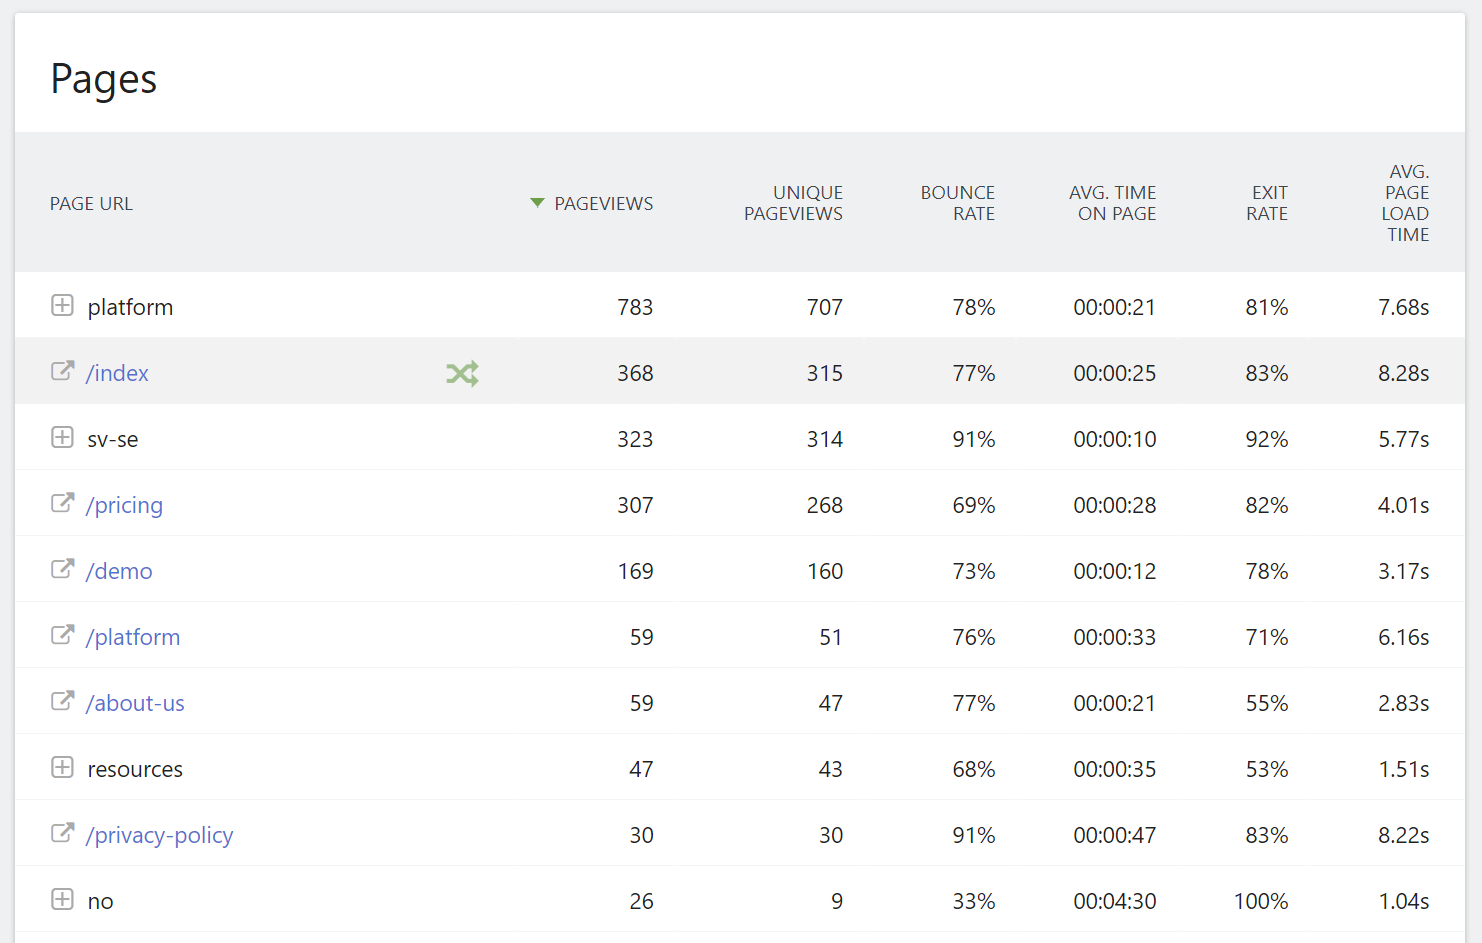 Pages
PAGE URL PAGEVIEWS UNIQUE PAGEVIEWS BOUNCE RATE AVG. TIME ON PAGE EXIT RATE AVG. PAGE LOAD TIME
platform 783 707 78% 00:00:21 81% 7.68s
/index 368 315 77% 00:00:25 83% 8.28s
sv-se 323 314 91% 00:00:10 92% 5.77s
/pricing 307 268 69% 00:00:28 82% 4.01s
/demo 169 160 73% 00:00:12 78% 3.17s
/platform 59 51 76% 00:00:33 71% 6.16s
/about-us 59 47 77% 00:00:21 55% 2.83s
resources 47 43 68% 00:00:35 53% 1.51s
/privacy-policy 30 30 91% 00:00:47 83% 8.22s
no 26 9 33% 00:04:30 100% 1.04s